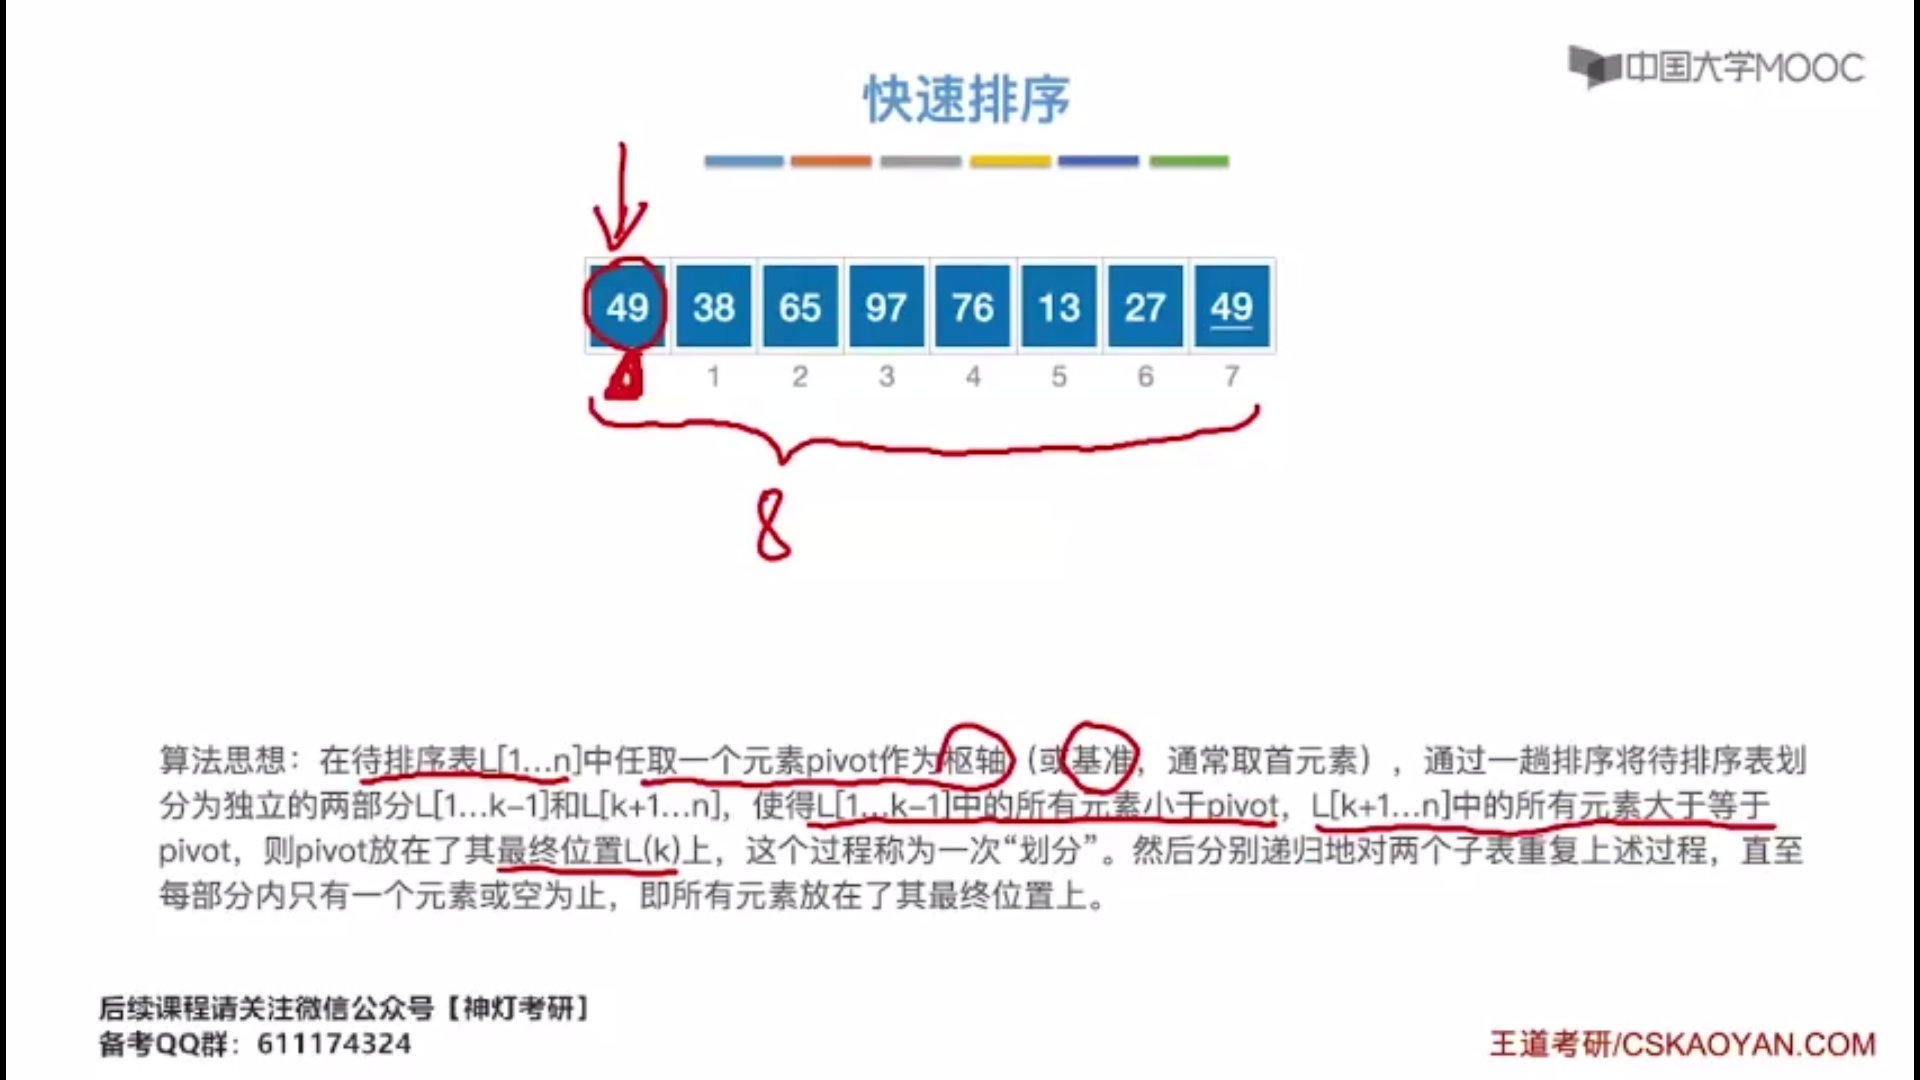 中国大学MOOC
快速排序
49 38 65 97 76 13 27 49
0 1 2 3 4 5 6 7
8
算法思想：在待排序表L[1…n]中任取一个元素pivot作为枢轴（或基准，通常取首元素），通过一趟排序将待排序表划
分为独立的两部分L[1…k-1]和L[k+1…n]，使得L[1…k-1]中的所有元素小于pivot，L[k+1…n]中的所有元素大于等于
pivot，则pivot放在了其最终位置L(k)上，这个过程称为一次“划分”。然后分别递归地对两个子表重复上述过程，直至
每部分内只有一个元素或空为止，即所有元素放在了其最终位置上。
后续课程请关注微信公众号【神灯考研】
备考QQ群：611174324
王道考研/CSKAOYAN.COM